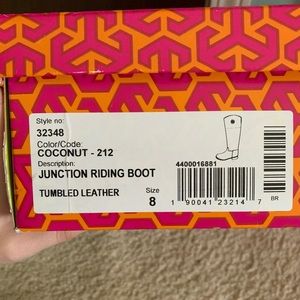 Style no:
32348
Color/Code:
COCONUT - 212
Description:
4400016881
JUNCTION RIDING BOOT
TUMBLED LEATHER
Size
8
1 90041 23214 7
BR